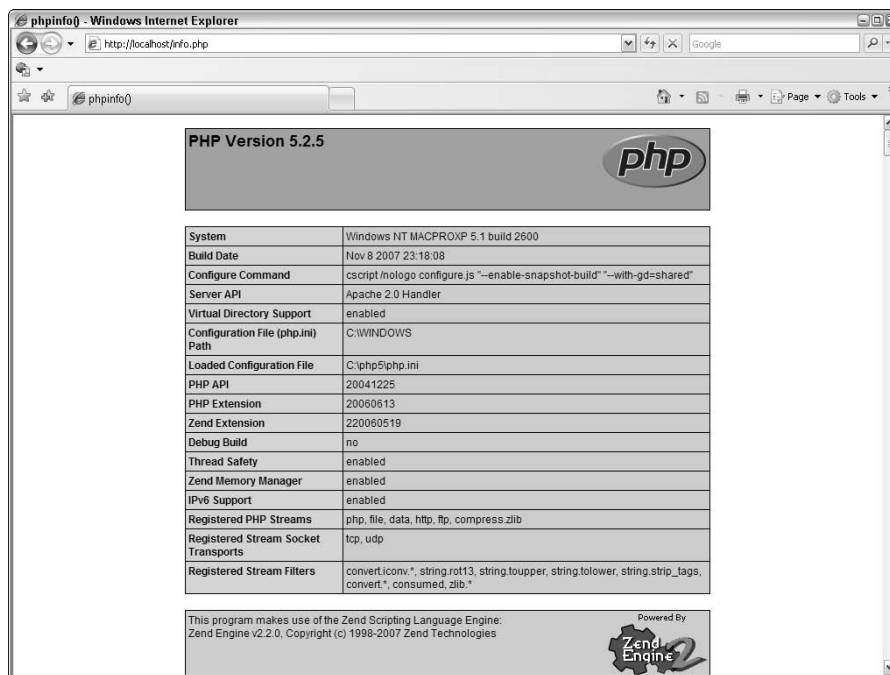 phpinfo() - Windows Internet Explorer
http://localhost/info.php
Google
phpinfo()
Page
Tools
PHP Version 5.2.5
php
System Windows NT MACPROXP 5.1 build 2600
Build Date Nov 8 2007 23:18:08
Configure Command cscript /nologo configure.js "--enable-snapshot-build" "--with-gd=shared"
Server API Apache 2.0 Handler
Virtual Directory Support enabled
Configuration File (php.ini) C:\WINDOWS
Path
Loaded Configuration File C:\php5\php.ini
PHP API 20041225
PHP Extension 20060613
Zend Extension 220060519
Debug Build no
Thread Safety enabled
Zend Memory Manager enabled
IPv6 Support enabled
Registered PHP Streams php, file, data, http, ftp, compress.zlib
Registered Stream Socket tcp, udp
Transports
Registered Stream Filters convert.iconv.*, string.rot13, string.toupper, string.tolower, string.strip_tags,
convert.*, consumed, zlib.*
This program makes use of the Zend Scripting Language Engine:
Zend Engine v2.2.0, Copyright (c) 1998-2007 Zend Technologies
Powered By
Zend
Engine 2